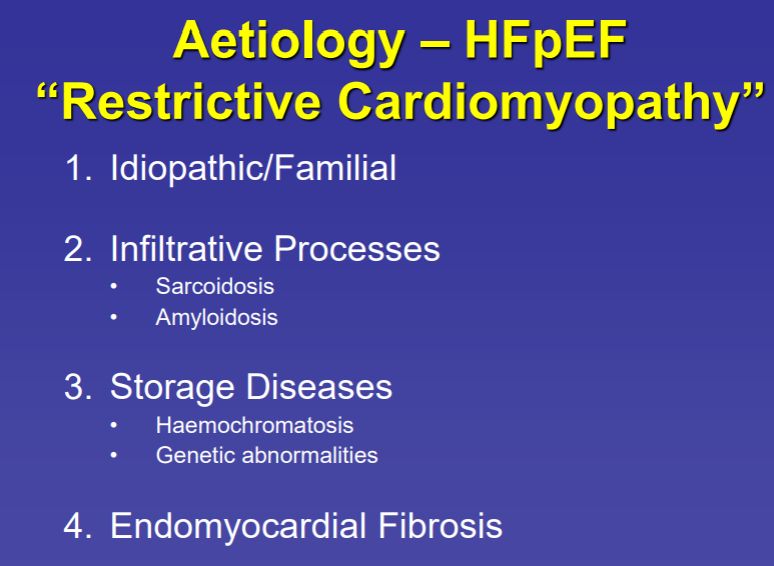 Aetiology – HFpEF
“Restrictive Cardiomyopathy”
1. Idiopathic/Familial
2. Infiltrative Processes
• Sarcoidosis
• Amyloidosis
3. Storage Diseases
• Haemochromatosis
• Genetic abnormalities
4. Endomyocardial Fibrosis